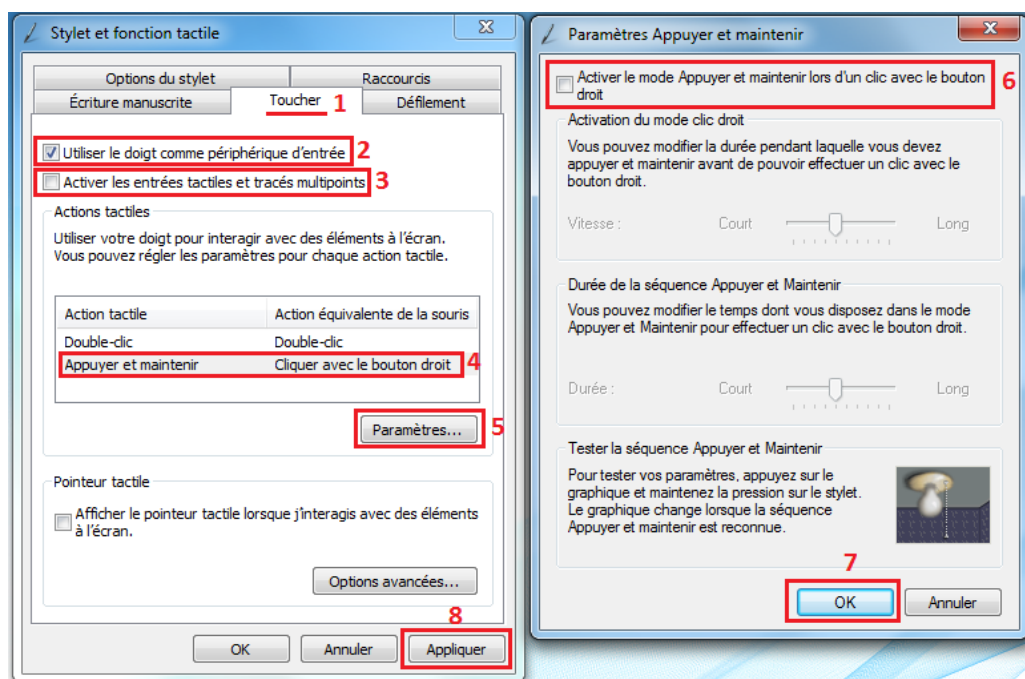 Stylet et fonction tactile
Options du stylet
Raccourcis
Écriture manuscrite
Toucher
1
Défilement
Utiliser le doigt comme périphérique d'entrée
2
Activer les entrées tactiles et tracés multipoints
3
Actions tactiles
Utiliser votre doigt pour interagir avec des éléments à l'écran.
Vous pouvez régler les paramètres pour chaque action tactile.
Action tactile
Action équivalente de la souris
Double-clic
Double-clic
Appuyer et maintenir
Cliquer avec le bouton droit
4
Paramètres...
5
Pointeur tactile
Afficher le pointeur tactile lorsque j'interagis avec des éléments
à l'écran.
Options avancées...
8
OK
Annuler
Appliquer
Paramètres Appuyer et maintenir
X
Activer le mode Appuyer et maintenir lors d'un clic avec le bouton
droit
6
Activation du mode clic droit
Vous pouvez modifier la durée pendant laquelle vous devez
appuyer et maintenir avant de pouvoir effectuer un clic avec le
bouton droit.
Vitesse :
Court
Long
Durée de la séquence Appuyer et Maintenir
Vous pouvez modifier le temps dont vous disposez dans le mode
Appuyer et Maintenir pour effectuer un clic avec le bouton droit.
Durée :
Court
Long
Tester la séquence Appuyer et Maintenir
Pour tester vos paramètres, appuyez sur le
graphique et maintenez la pression sur le stylet.
Le graphique change lorsque la séquence
Appuyer et maintenir est reconnue.
7
OK
Annuler